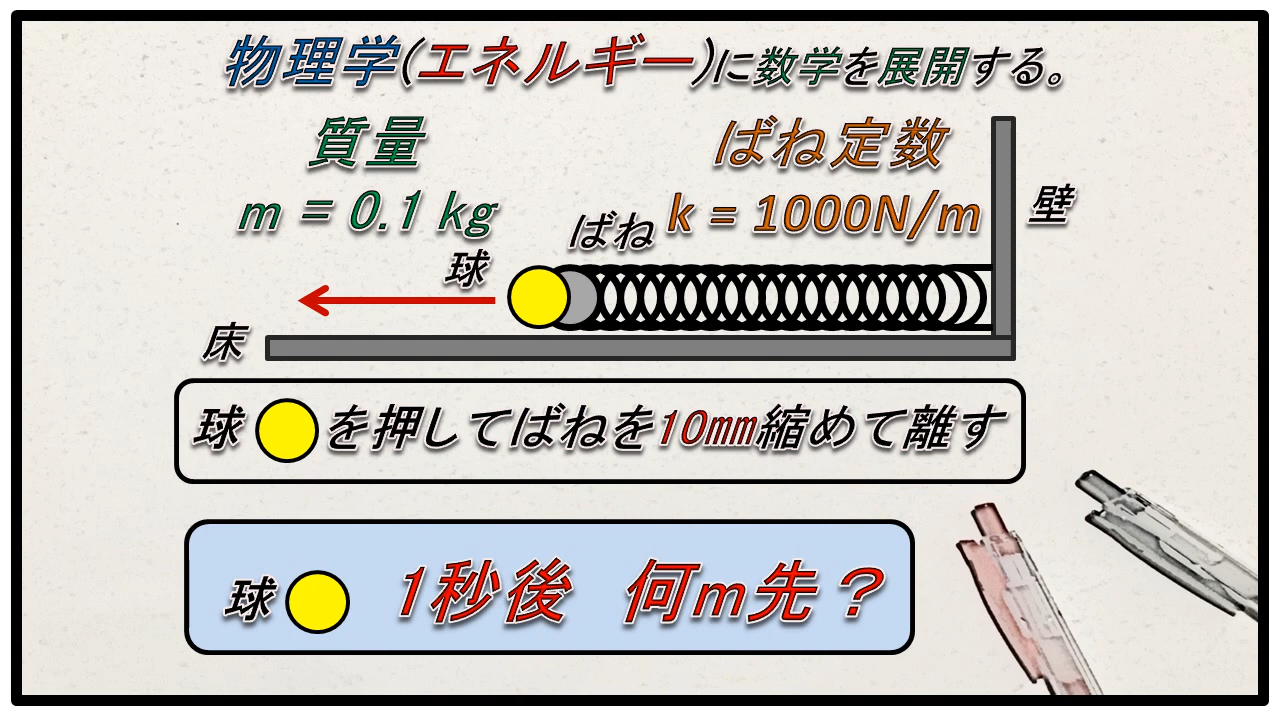 物理学(エネルギー)に数学を展開する。
質量
m = 0.1 kg
ばね定数
k = 1000N/m
壁
ばね
球
床
球を押してばねを10㎜縮めて離す
球 1秒後 何m先？